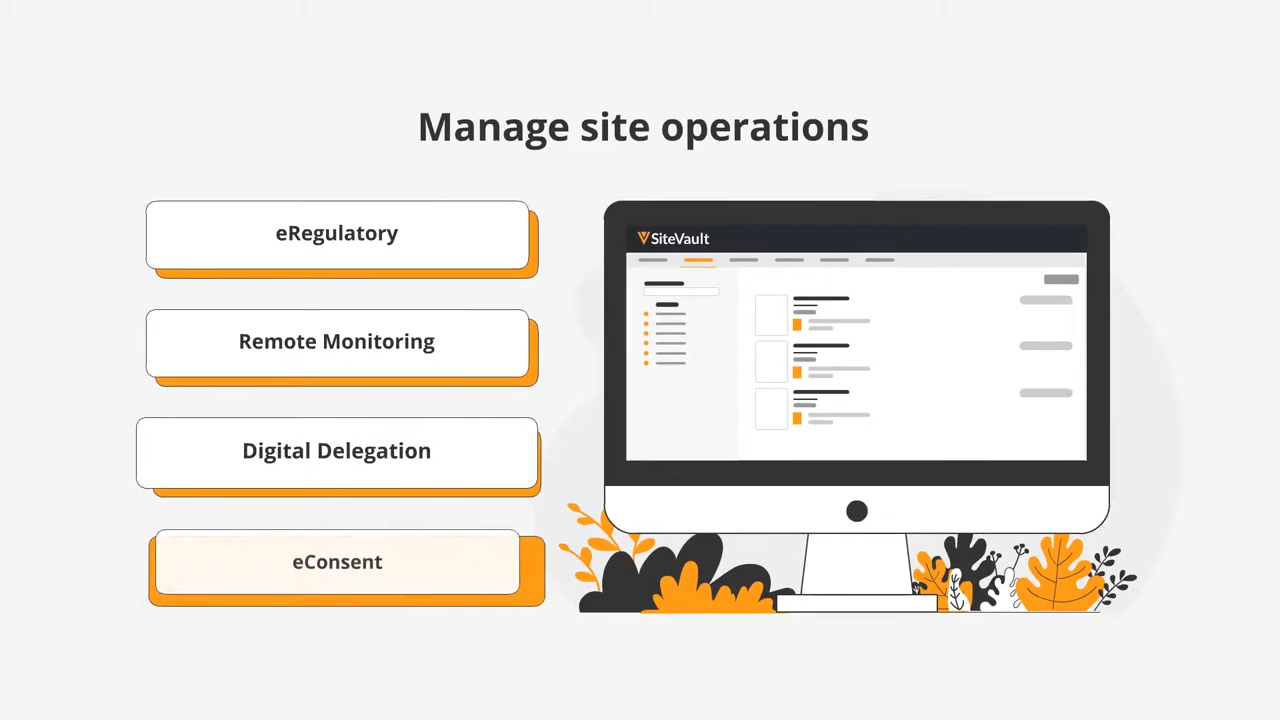 Manage site operations
eRegulatory
Remote Monitoring
Digital Delegation
eConsent
SiteVault